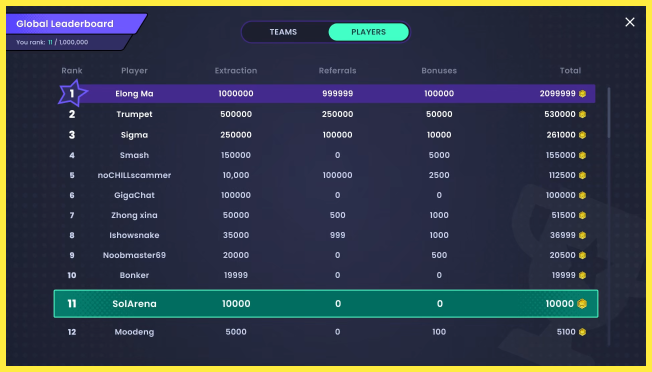 Global Leaderboard
You rank: 11 / 1,000,000
TEAMS PLAYERS
Rank Player Extraction Referrals Bonuses Total
1 Elong Ma 1000000 999999 100000 2099999
2 Trumpet 500000 250000 50000 530000
3 Sigma 250000 100000 10000 261000
4 Smash 150000 0 5000 155000
5 noCHILLscammer 10,000 100000 2500 112500
6 GigaChat 100000 0 0 100000
7 Zhong xina 50000 500 1000 51500
8 Ishowsnake 35000 999 1000 36999
9 Noobmaster69 20000 0 500 20500
10 Bonker 19999 0 0 19999
11 SolArena 10000 0 0 10000
12 Moodeng 5000 0 100 5100